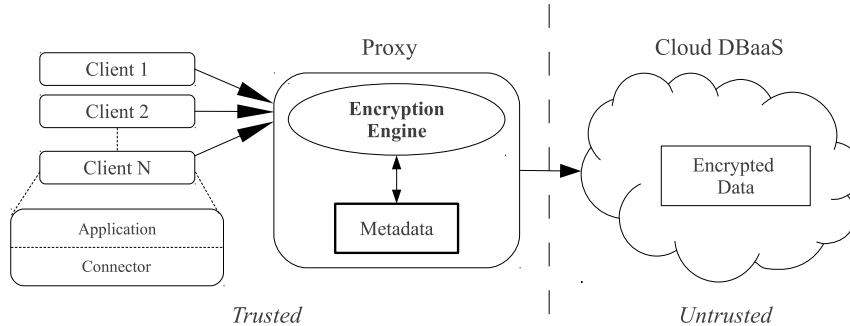 Proxy
Cloud DBaaS
Client 1
Client 2
Client N
Application
Connector
Encryption
Engine
Metadata
Encrypted
Data
Trusted
Untrusted